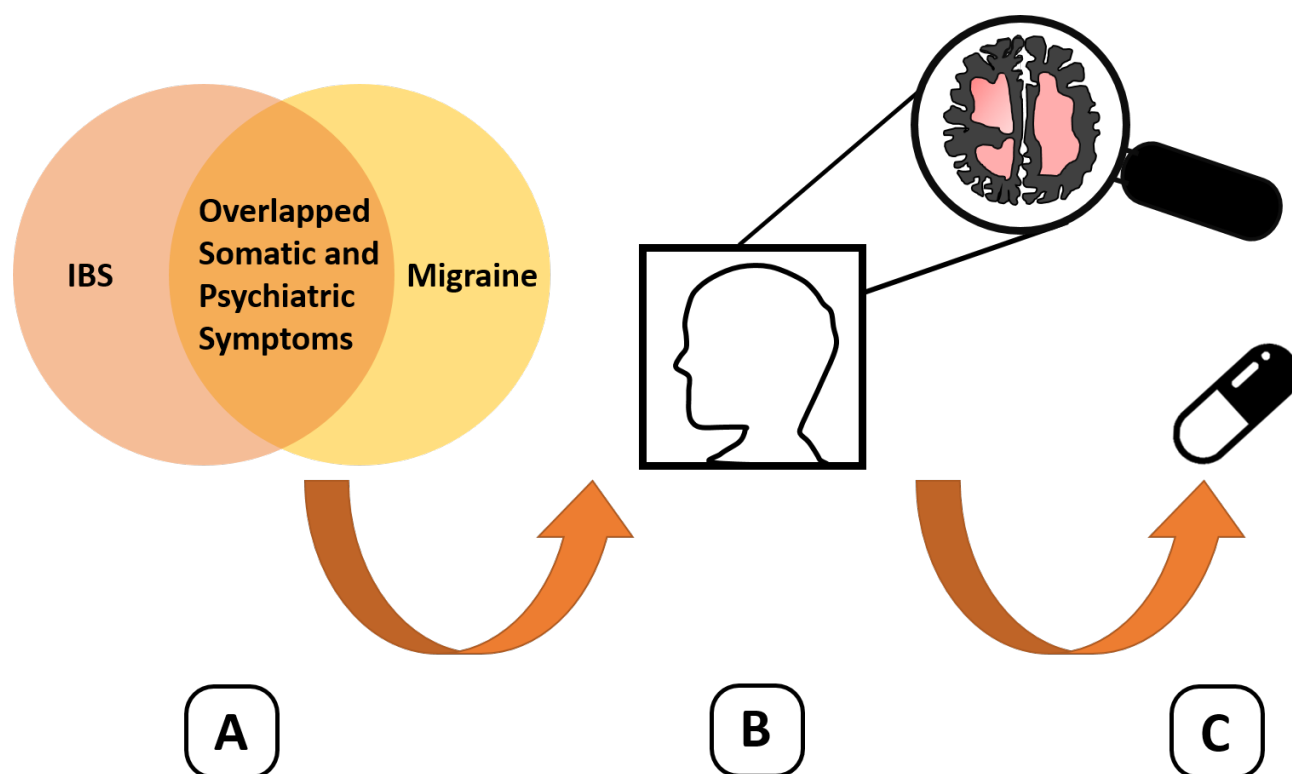 IBS
Overlapped
Somatic and
Psychiatric
Symptoms
Migraine
A
B
C